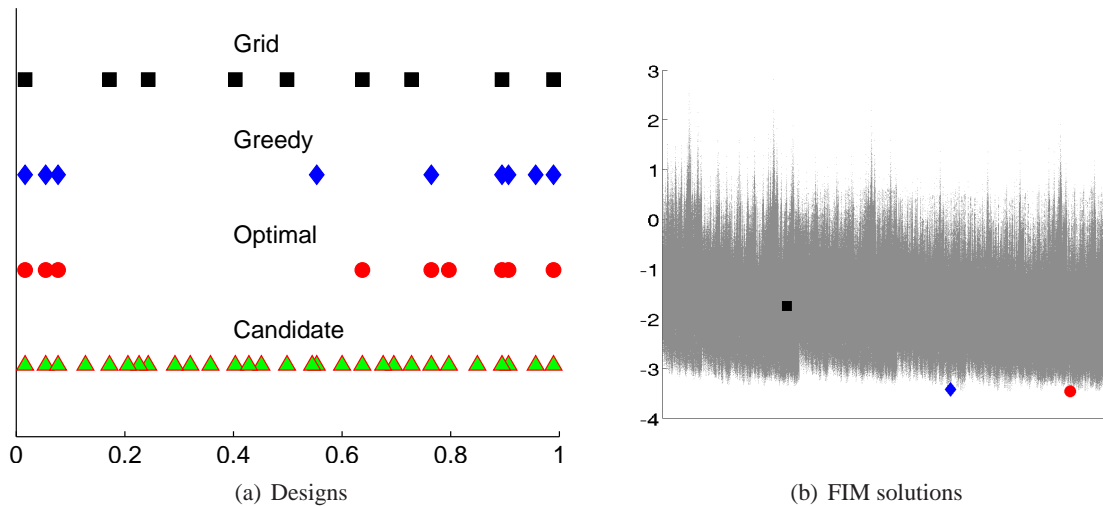 Grid
Greedy
Optimal
Candidate
0 0.2 0.4 0.6 0.8 1
(a) Designs
3
2
1
0
-1
-2
-3
-4
(b) FIM solutions